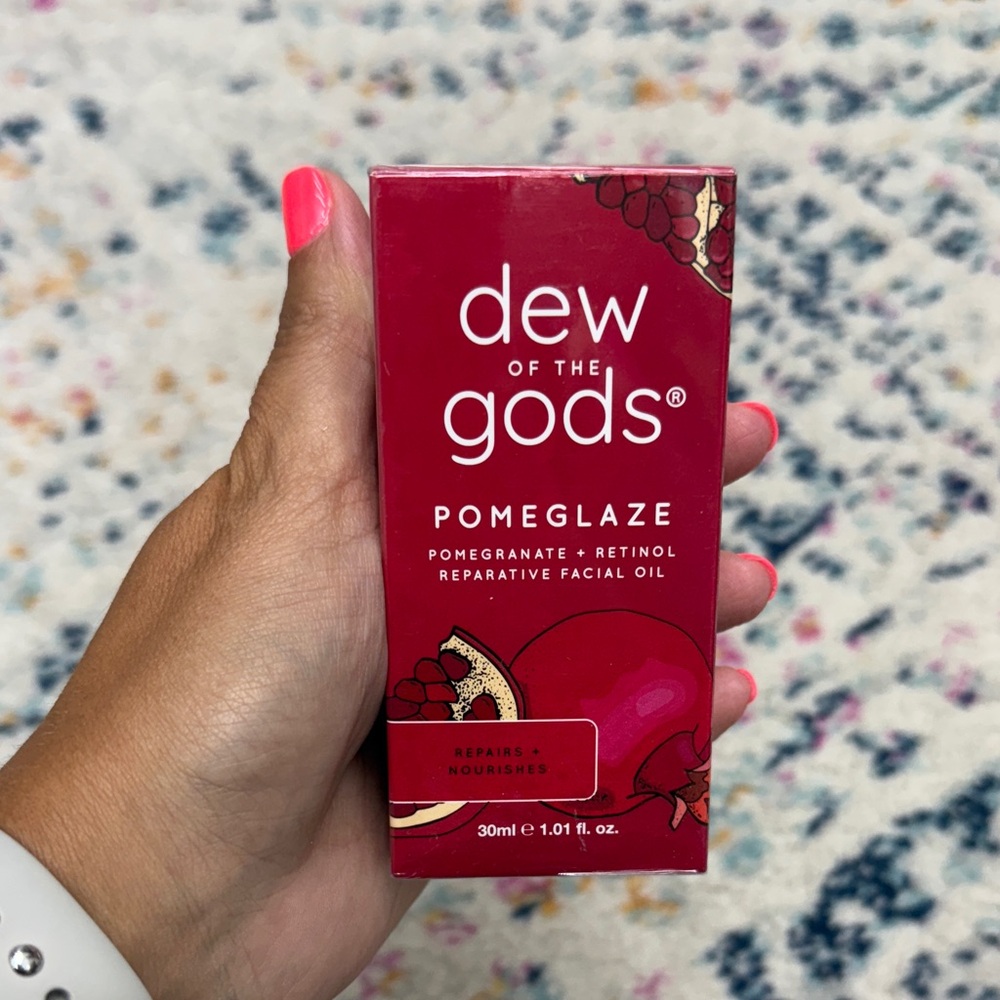 dew
OF THE
gods®
POMEGLAZE
POMEGRANATE + RETINOL
REPARATIVE FACIAL OIL
REPAIRS +
NOURISHES
30ml ℮ 1.01 fl. oz.